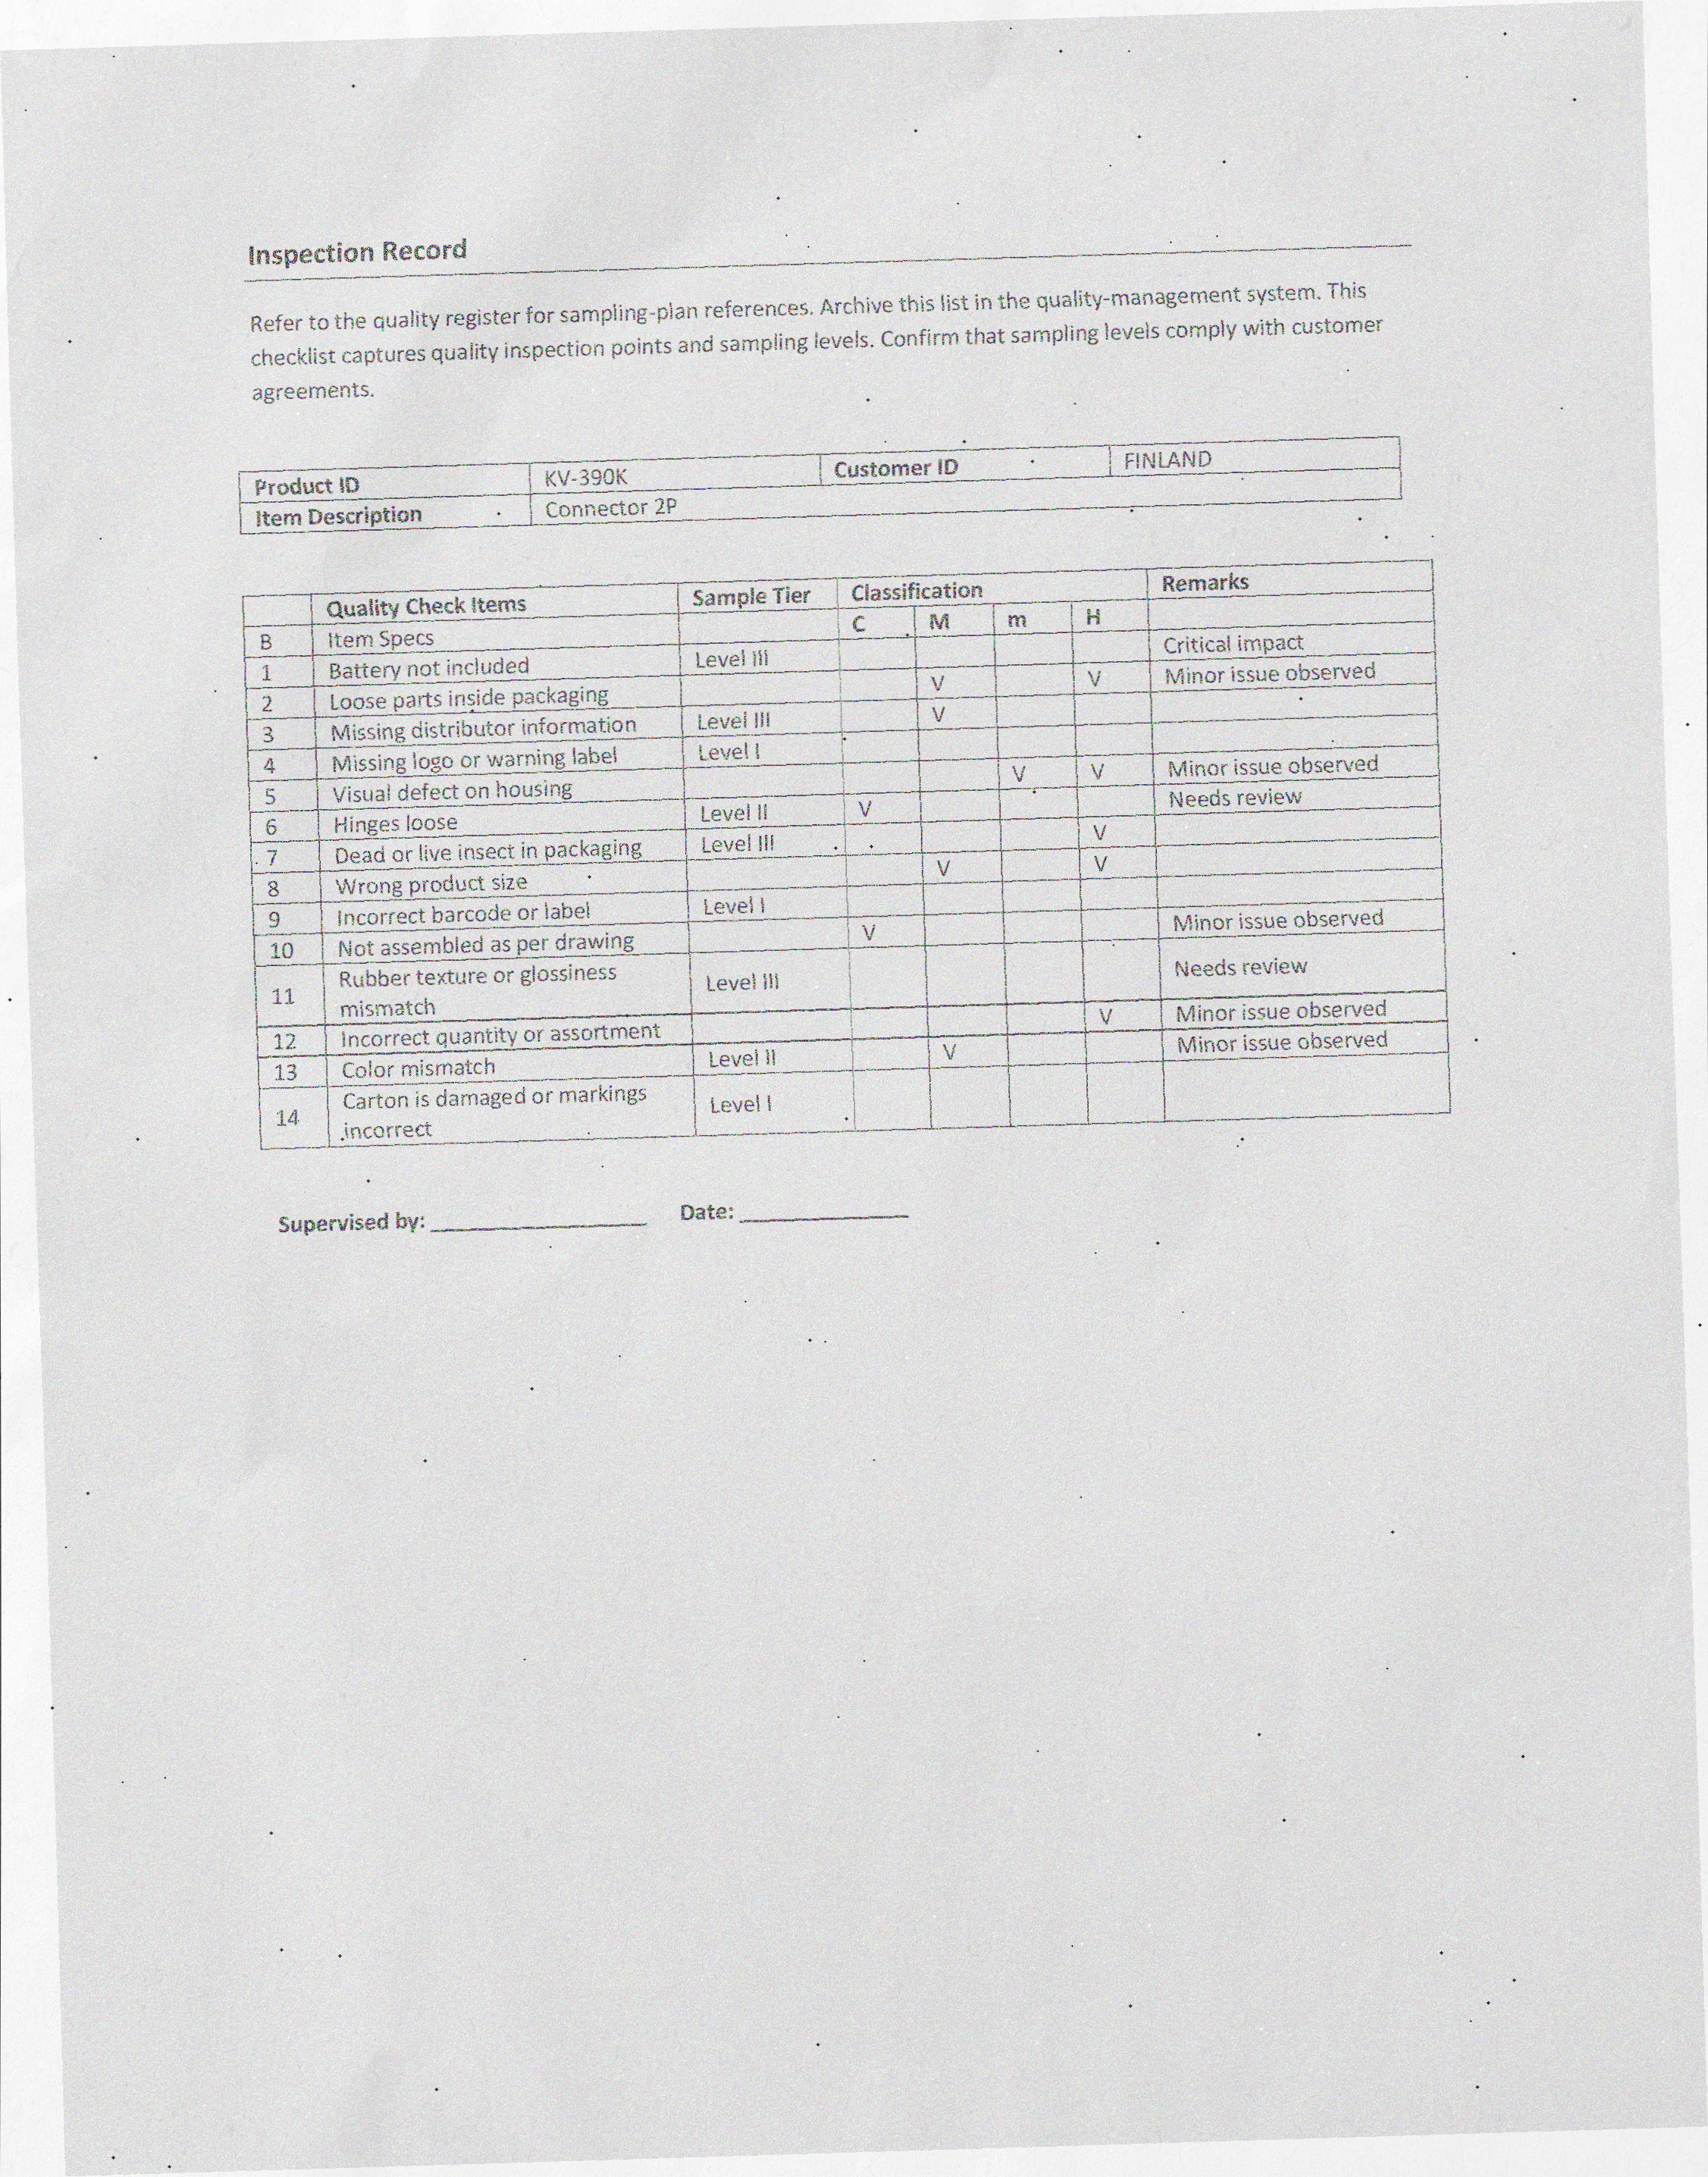 Inspection Record
Refer to the quality register for sampling-plan references. Archive this list in the quality-management system. This
checklist captures quality inspection points and sampling levels. Confirm that sampling levels comply with customer
agreements.
Product ID KV-390K Customer ID FINLAND
Item Description Connector 2P
Quality Check Items Sample Tier Classification Remarks
B Item Specs C M m H
1 Battery not included Level III Critical impact
2 Loose parts inside packaging V V Minor issue observed
3 Missing distributor information Level III V
4 Missing logo or warning label Level I
5 Visual defect on housing V V Minor issue observed
6 Hinges loose Level II V Needs review
7 Dead or live insect in packaging Level III V
8 Wrong product size V V
9 Incorrect barcode or label Level I
10 Not assembled as per drawing V Minor issue observed
11 Rubber texture or glossiness Level III Needs review
mismatch
12 Incorrect quantity or assortment V Minor issue observed
13 Color mismatch Level II V Minor issue observed
14 Carton is damaged or markings Level I
incorrect
Supervised by: Date: